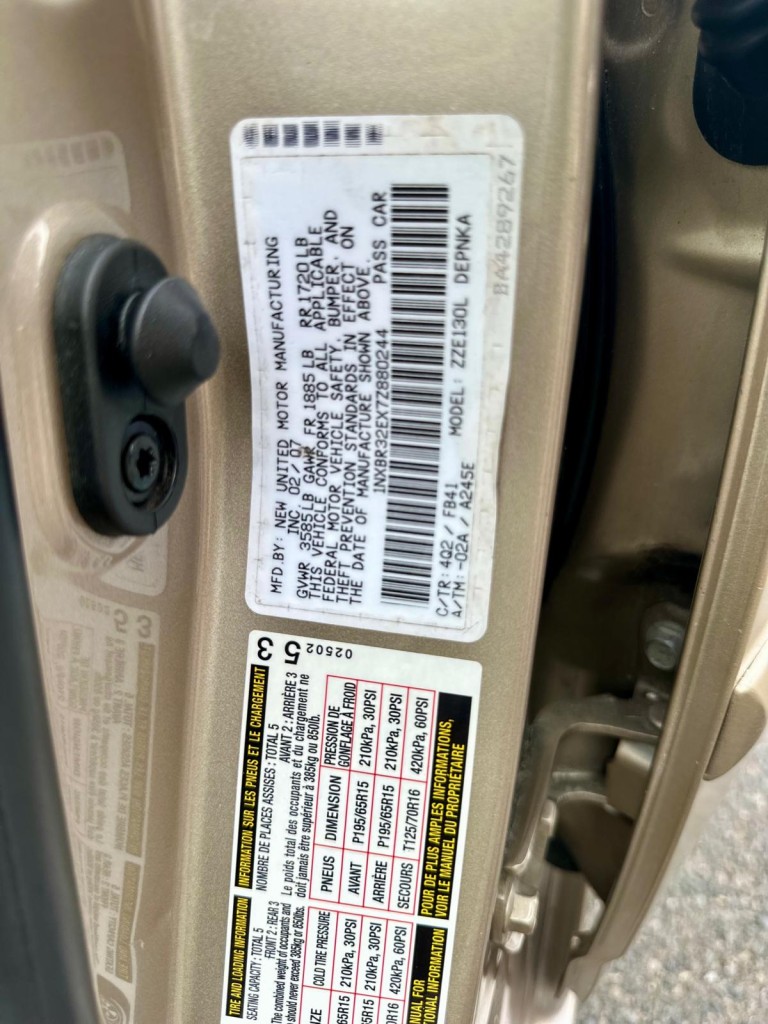 MFD.BY: NEW UNITED MOTOR MANUFACTURING
INC 02/07
GVWR 3585LB GAWR FR 1885LB RR 1720LB
THIS VEHICLE CONFORMS TO ALL APPLICABLE
FEDERAL MOTOR VEHICLE SAFETY, BUMPER, AND
THEFT PREVENTION STANDARDS IN EFFECT ON
THE DATE OF MANUFACTURE SHOWN ABOVE.
1NXBR32EX7Z880244 PASS CAR
C/TR: 4Q2 / FB41 MODEL: ZZE130L DEPNKA
A/TM: -02A / A245E
BA4289267
53
02502
TIRE AND LOADING INFORMATION
SEATING CAPACITY : TOTAL 5
FRONT 2 : REAR 3
The combined weight of occupants and
should never exceed 385kg or 850lbs.
COLD TIRE PRESSURE
210kPa, 30PSI
210kPa, 30PSI
420kPa, 60PSI
INFORMATION SUR LES PNEUS ET LE CHARGEMENT
NOMBRE DE PLACES ASSISES : TOTAL 5
AVANT 2 : ARRIÈRE 3
Le poids total des occupants et du chargement ne
doit jamais être supérieur à 385kg ou 850lb.
PNEUS DIMENSION PRESSION DE GONFLAGE À FROID
AVANT P195/65R15 210kPa, 30PSI
ARRIÈRE P195/65R15 210kPa, 30PSI
SECOURS T125/70R16 420kPa, 60PSI
POUR DE PLUS AMPLES INFORMATIONS,
VOIR LE MANUEL DU PROPRIÉTAIRE